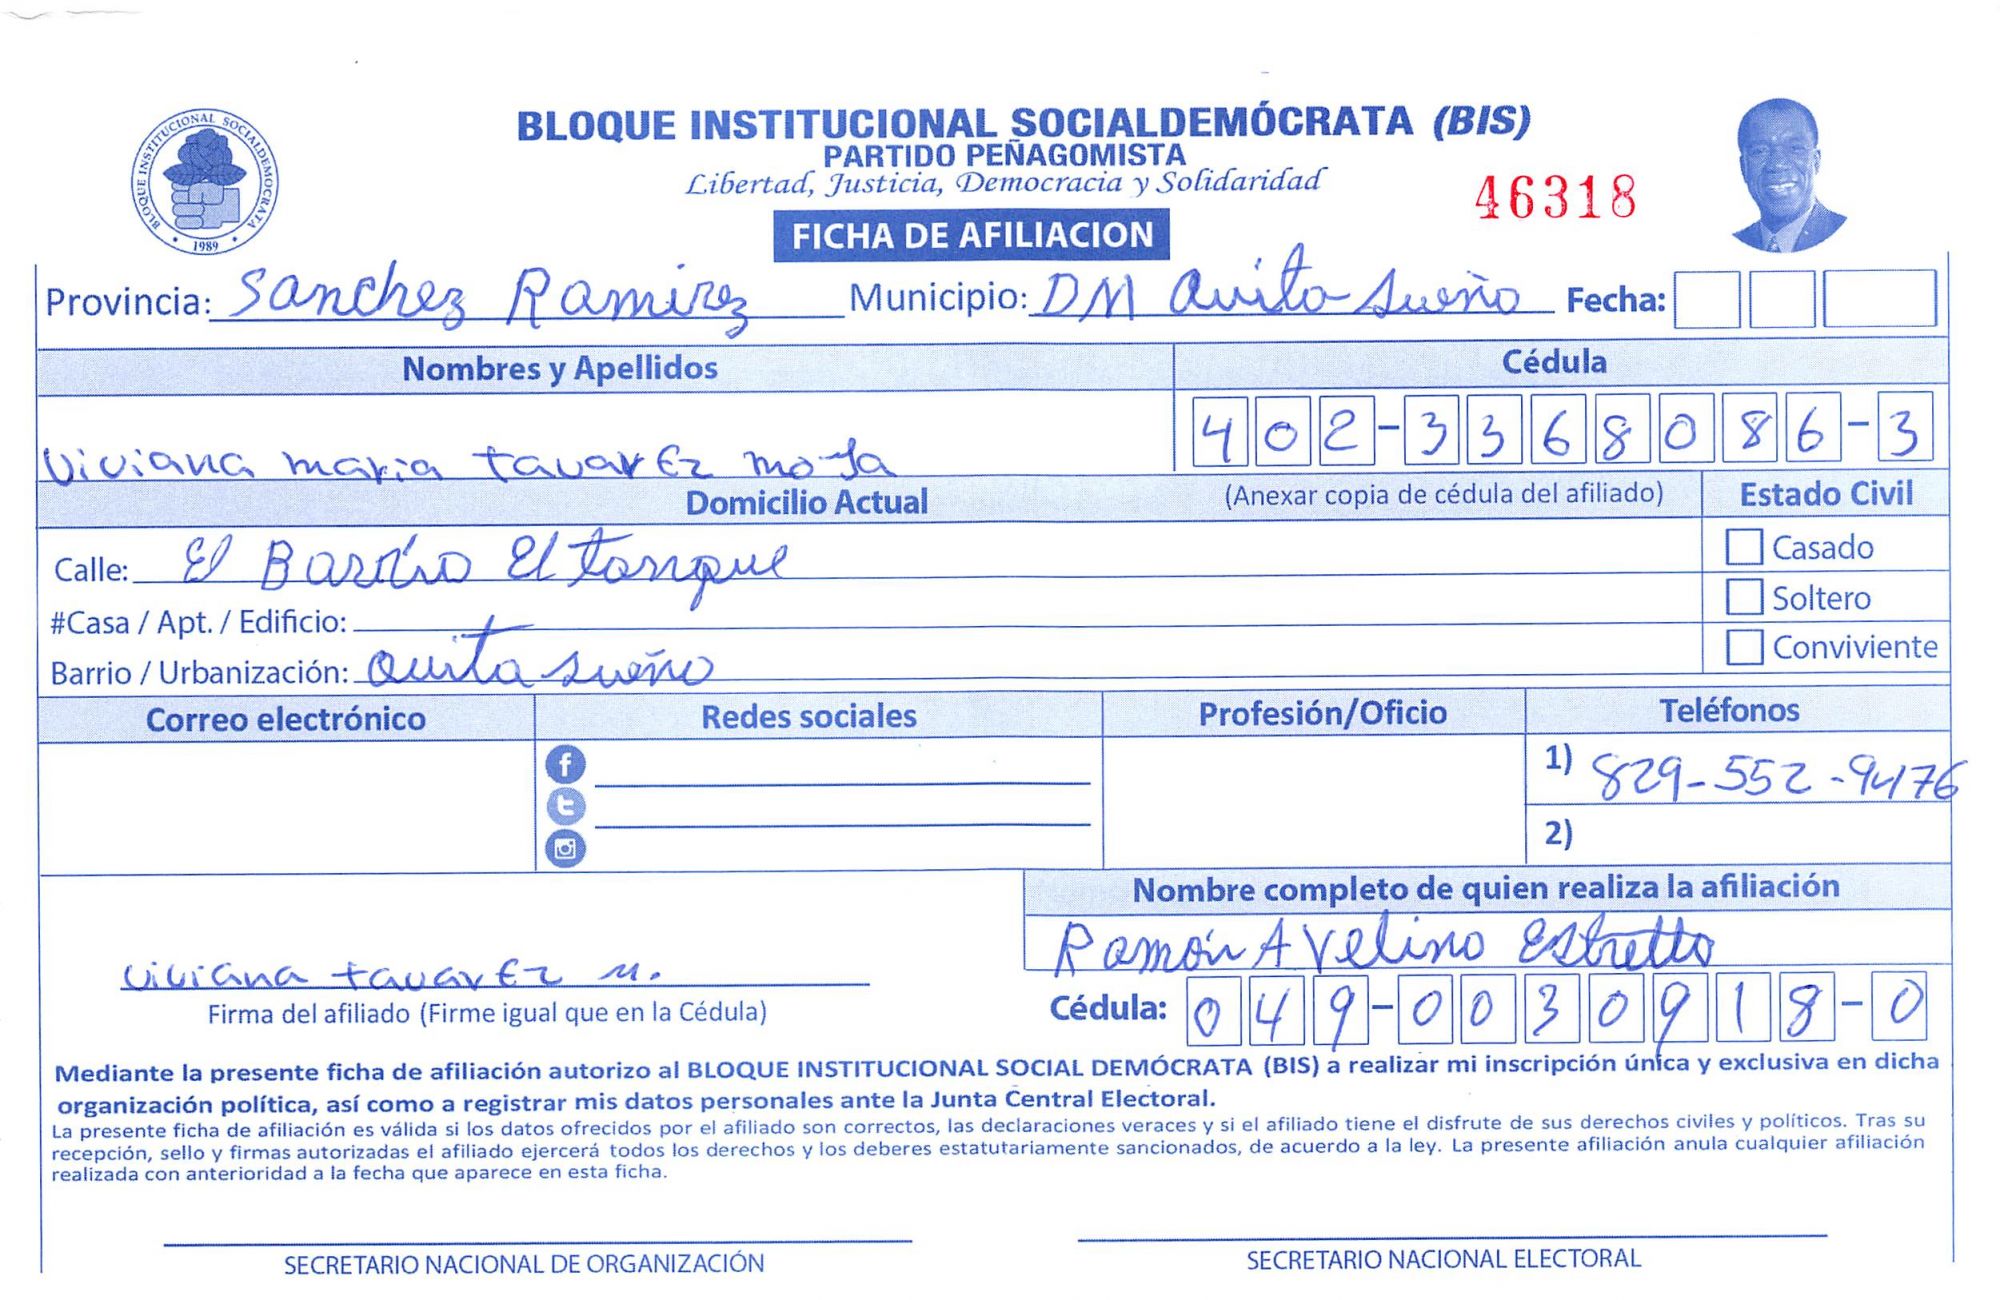 BLOQUE INSTITUCIONAL SOCIALDEMÓCRATA (BIS)
PARTIDO PEÑAGOMISTA
Libertad, Justicia, Democracia y Solidaridad
46318
BLOQUE INSTITUCIONAL SOCIALDEMOCRATA
1989
FICHA DE AFILIACION
Provincia: Sanchez Ramirez Municipio: DM Quita Sueño Fecha:
Nombres y Apellidos Cédula
Viviana maria tavarez moya 402-3368086-3
Domicilio Actual (Anexar copia de cédula del afiliado) Estado Civil
Calle: El Barrio El tanque Casado
#Casa / Apt. / Edificio: Soltero
Barrio / Urbanización: Quita sueño Conviviente
Correo electrónico Redes sociales Profesión/Oficio Teléfonos
1) 829-552-9476
2)
Nombre completo de quien realiza la afiliación
Ramón Avelino Estrella
viviana tavarez m.
Firma del afiliado (Firme igual que en la Cédula) Cédula: 049-0030918-0
Mediante la presente ficha de afiliación autorizo al BLOQUE INSTITUCIONAL SOCIAL DEMÓCRATA (BIS) a realizar mi inscripción única y exclusiva en dicha
organización política, así como a registrar mis datos personales ante la Junta Central Electoral.
La presente ficha de afiliación es válida si los datos ofrecidos por el afiliado son correctos, las declaraciones veraces y si el afiliado tiene el disfrute de sus derechos civiles y políticos. Tras su
recepción, sello y firmas autorizadas el afiliado ejercerá todos los derechos y los deberes estatutariamente sancionados, de acuerdo a la ley. La presente afiliación anula cualquier afiliación
realizada con anterioridad a la fecha que aparece en esta ficha.
SECRETARIO NACIONAL DE ORGANIZACIÓN SECRETARIO NACIONAL ELECTORAL